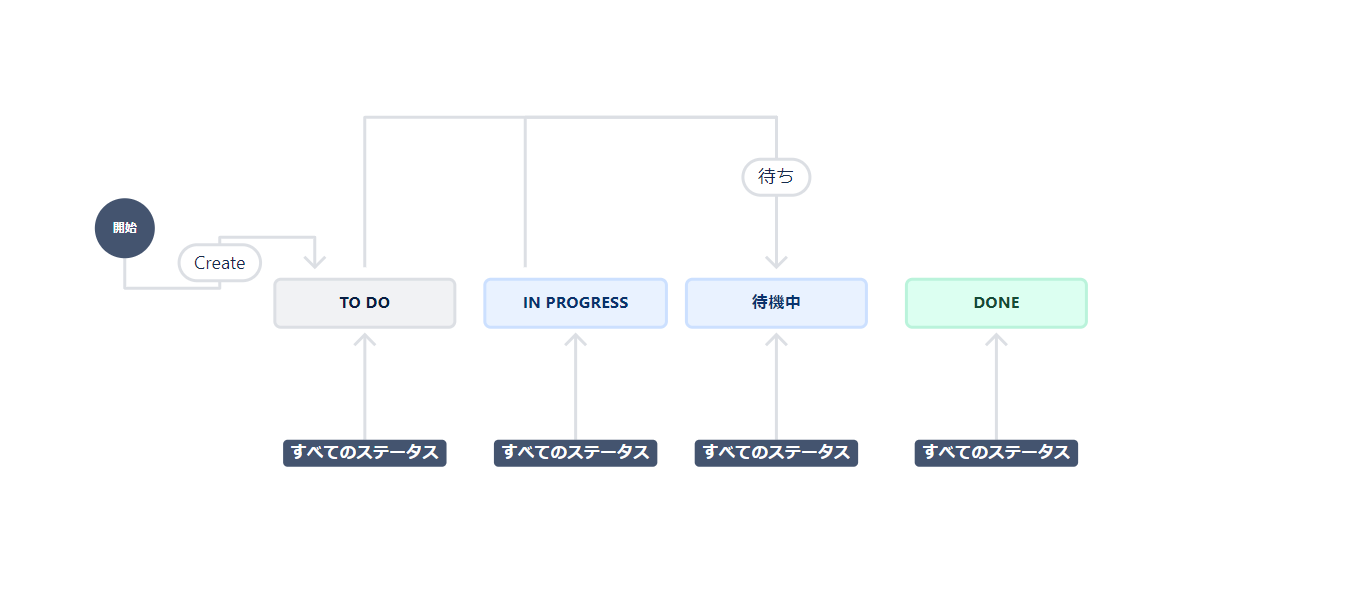 待ち
開始
Create
TO DO
IN PROGRESS
待機中
DONE
すべてのステータス
すべてのステータス
すべてのステータス
すべてのステータス